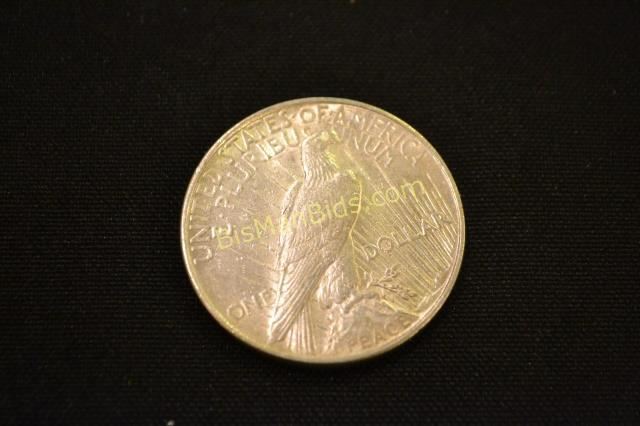 UNITED STATES OF AMERICA
E PLURIBUS UNUM
BisManBids.com
ONE DOLLAR
PEACE